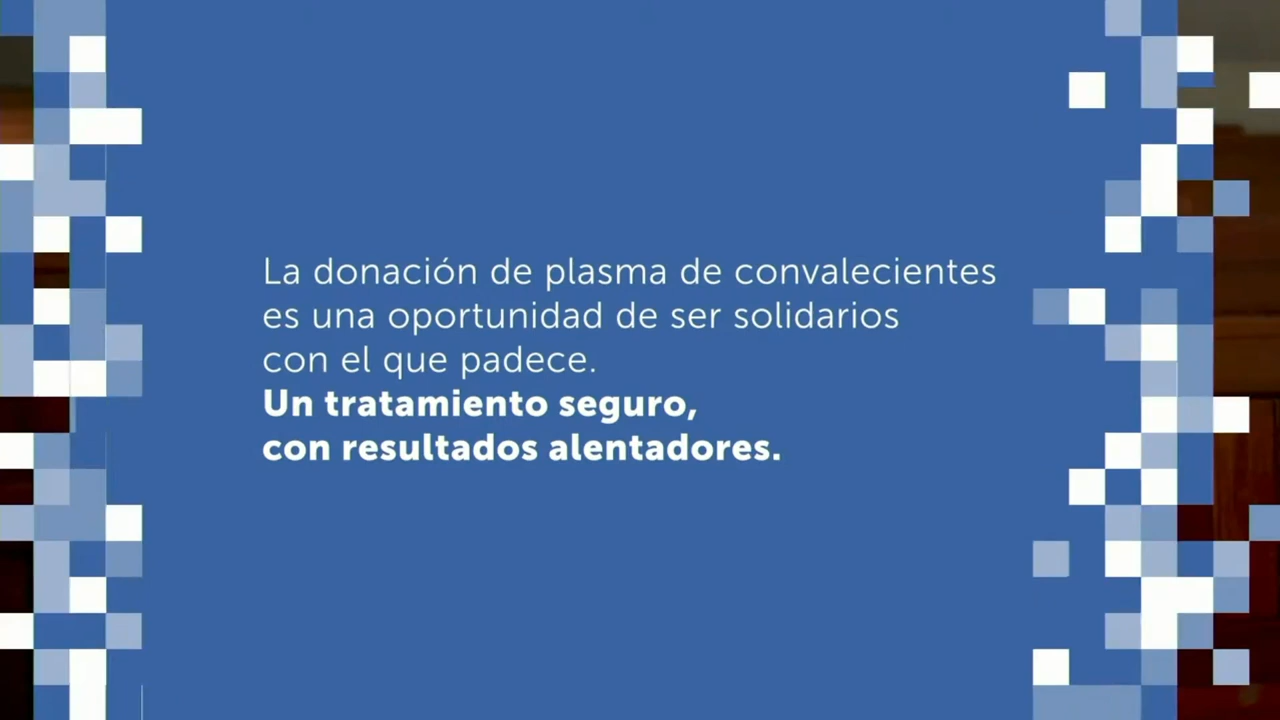 La donación de plasma de convalecientes
es una oportunidad de ser solidarios
con el que padece.
Un tratamiento seguro,
con resultados alentadores.